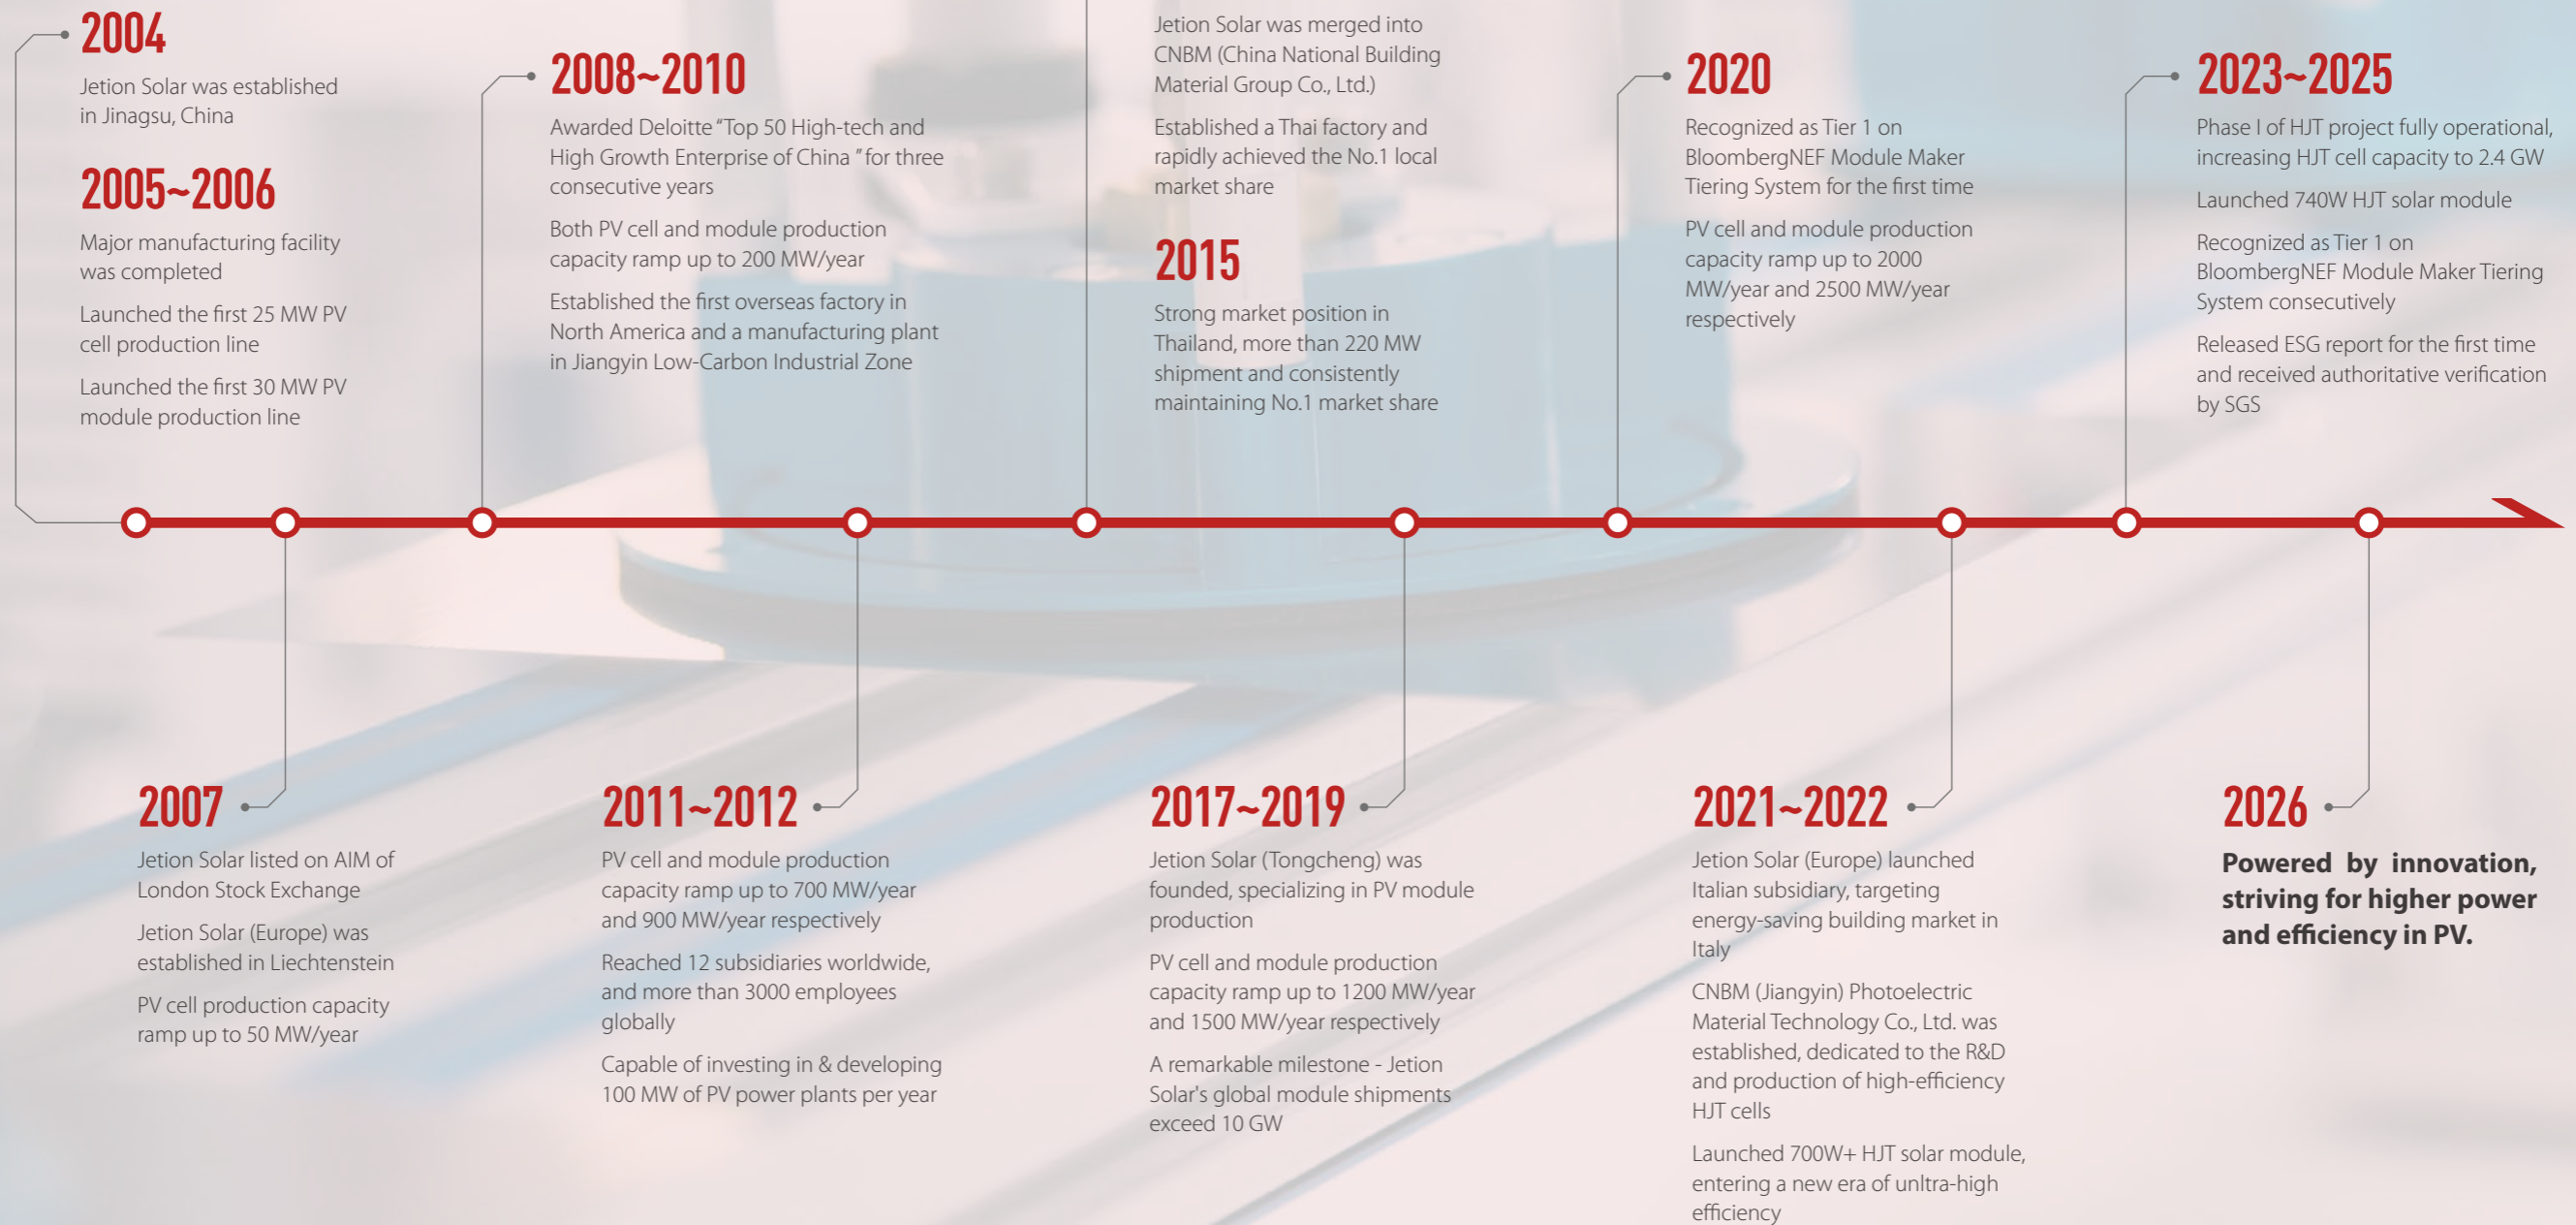 2004
Jetion Solar was established
in Jinagsu, China
2005~2006
Major manufacturing facility
was completed
Launched the first 25 MW PV
cell production line
Launched the first 30 MW PV
module production line
2008~2010
Awarded Deloitte “Top 50 High-tech and
High Growth Enterprise of China ” for three
consecutive years
Both PV cell and module production
capacity ramp up to 200 MW/year
Established the first overseas factory in
North America and a manufacturing plant
in Jiangyin Low-Carbon Industrial Zone
Jetion Solar was merged into
CNBM (China National Building
Material Group Co., Ltd.)
Established a Thai factory and
rapidly achieved the No.1 local
market share
2015
Strong market position in
Thailand, more than 220 MW
shipment and consistently
maintaining No.1 market share
2020
Recognized as Tier 1 on
BloombergNEF Module Maker
Tiering System for the first time
PV cell and module production
capacity ramp up to 2000
MW/year and 2500 MW/year
respectively
2023~2025
Phase I of HJT project fully operational,
increasing HJT cell capacity to 2.4 GW
Launched 740W HJT solar module
Recognized as Tier 1 on
BloombergNEF Module Maker Tiering
System consecutively
Released ESG report for the first time
and received authoritative verification
by SGS
2007
Jetion Solar listed on AIM of
London Stock Exchange
Jetion Solar (Europe) was
established in Liechtenstein
PV cell production capacity
ramp up to 50 MW/year
2011~2012
PV cell and module production
capacity ramp up to 700 MW/year
and 900 MW/year respectively
Reached 12 subsidiaries worldwide,
and more than 3000 employees
globally
Capable of investing in & developing
100 MW of PV power plants per year
2017~2019
Jetion Solar (Tongcheng) was
founded, specializing in PV module
production
PV cell and module production
capacity ramp up to 1200 MW/year
and 1500 MW/year respectively
A remarkable milestone - Jetion
Solar's global module shipments
exceed 10 GW
2021~2022
Jetion Solar (Europe) launched
Italian subsidiary, targeting
energy-saving building market in
Italy
CNBM (Jiangyin) Photoelectric
Material Technology Co., Ltd. was
established, dedicated to the R&D
and production of high-efficiency
HJT cells
Launched 700W+ HJT solar module,
entering a new era of unltra-high
efficiency
2026
Powered by innovation,
striving for higher power
and efficiency in PV.